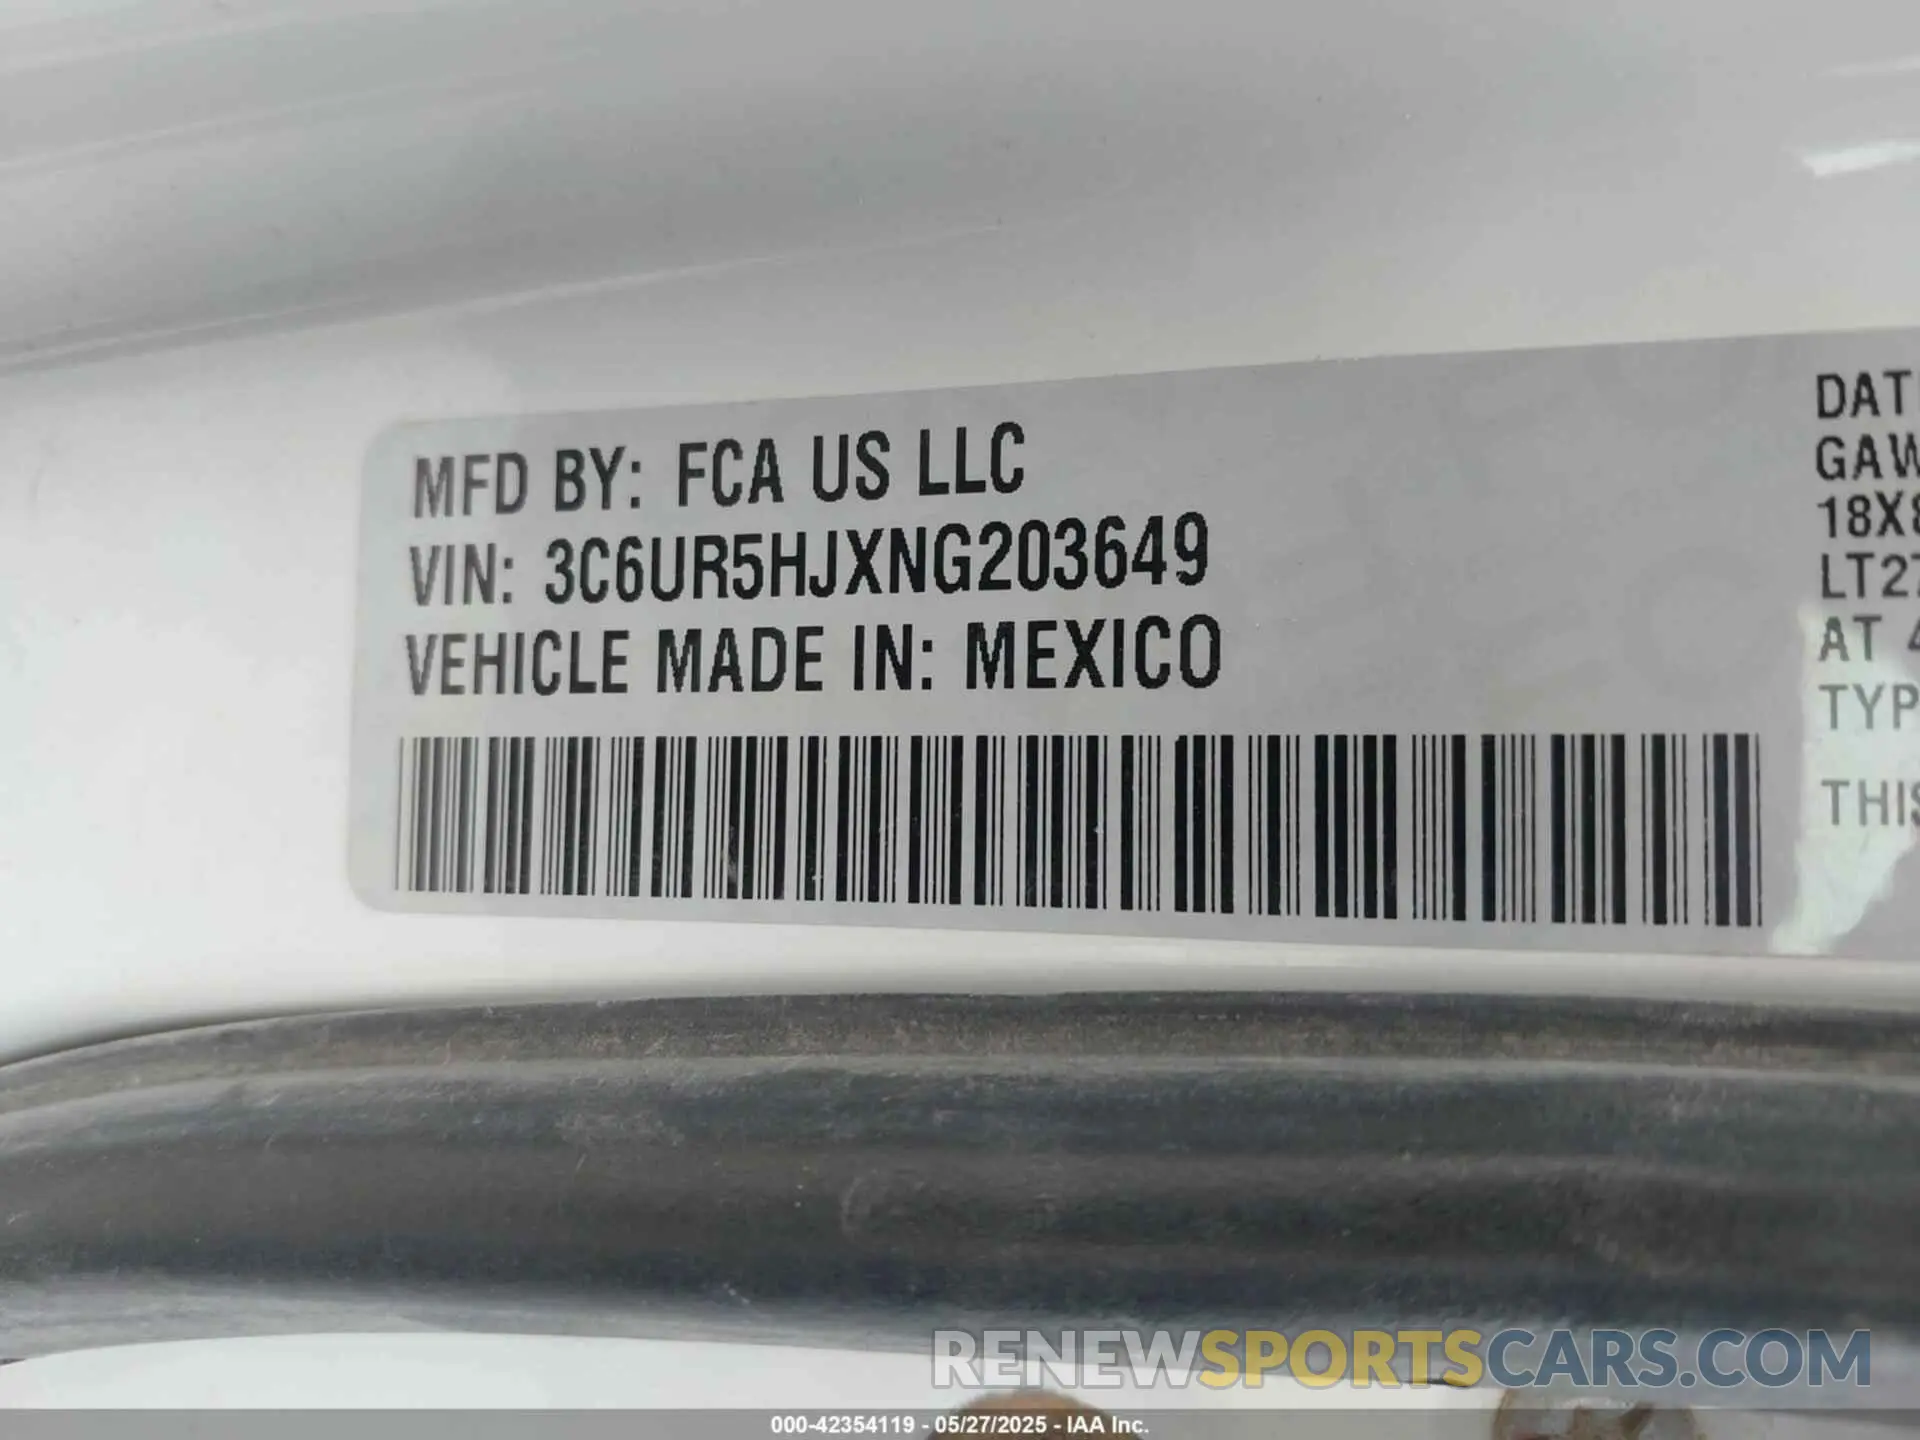 MFD BY: FCA US LLC
VIN: 3C6UR5HJXNG203649
VEHICLE MADE IN: MEXICO
DAT
GAW
18X8
LT27
AT 4
TYP
THIS
RENEWSPORTSCARS.COM
000-42354119 - 05/27/2025 - IAA Inc.